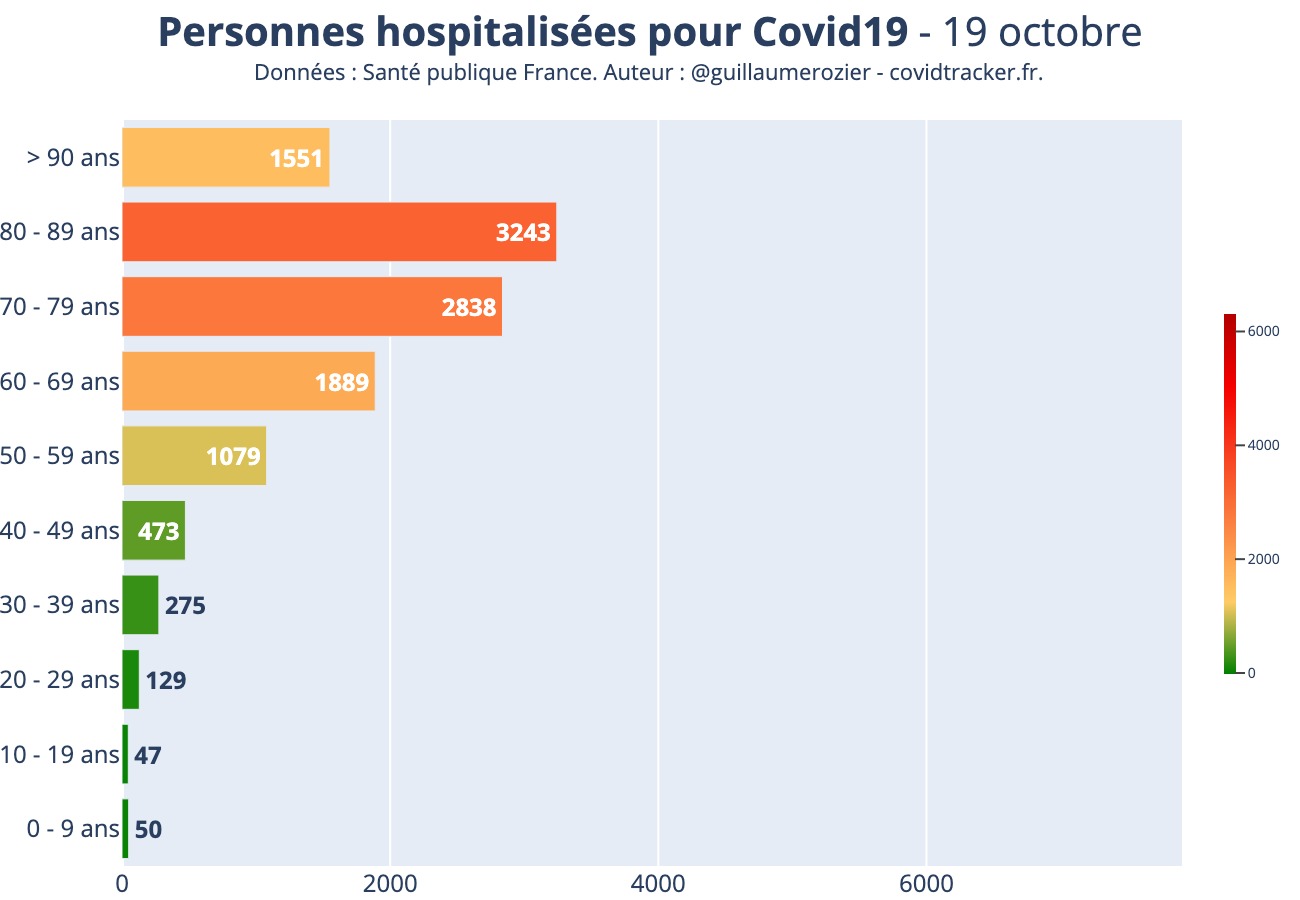 Personnes hospitalisées pour Covid19 - 19 octobre
Données : Santé publique France. Auteur : @guillaumerozier - covidtracker.fr.
> 90 ans 1551
80 - 89 ans 3243
70 - 79 ans 2838
60 - 69 ans 1889
50 - 59 ans 1079
40 - 49 ans 473
30 - 39 ans 275
20 - 29 ans 129
10 - 19 ans 47
0 - 9 ans 50
0 2000 4000 6000
6000
4000
2000
0